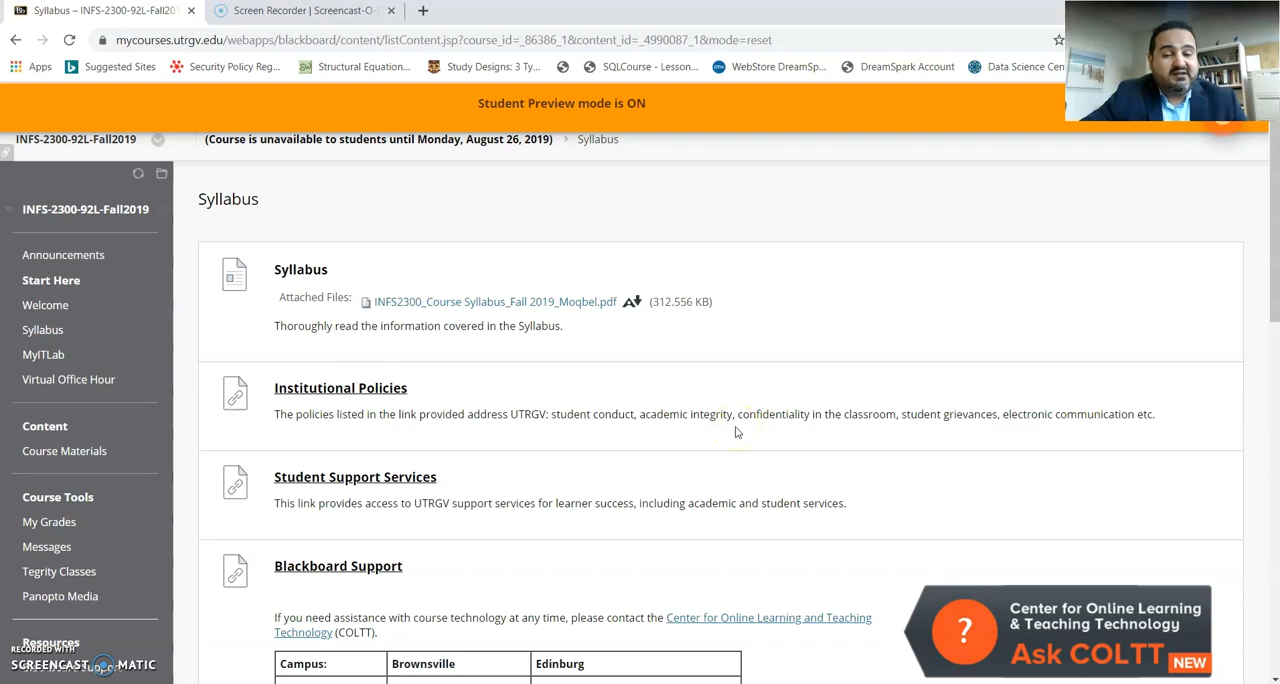 Syllabus – INFS-2300-92L-Fall201
Screen Recorder | Screencast-O-
mycourses.utrgv.edu/webapps/blackboard/content/listContent.jsp?course_id=_86386_1&content_id=_4990087_1&mode=reset
Apps
Suggested Sites
Security Policy Reg...
Structural Equation...
Study Designs: 3 Ty...
SQLCourse - Lesson...
WebStore DreamSp...
DreamSpark Account
Data Science Cen
Student Preview mode is ON
INFS-2300-92L-Fall2019
(Course is unavailable to students until Monday, August 26, 2019)
Syllabus
INFS-2300-92L-Fall2019
Announcements
Start Here
Welcome
Syllabus
MyITLab
Virtual Office Hour
Content
Course Materials
Course Tools
My Grades
Messages
Tegrity Classes
Panopto Media
Resources
RECORDED WITH
SCREENCAST MATIC
Syllabus
Syllabus
Attached Files: INFS2300_Course Syllabus_Fall 2019_Moqbel.pdf (312.556 KB)
Thoroughly read the information covered in the Syllabus.
Institutional Policies
The policies listed in the link provided address UTRGV: student conduct, academic integrity, confidentiality in the classroom, student grievances, electronic communication etc.
Student Support Services
This link provides access to UTRGV support services for learner success, including academic and student services.
Blackboard Support
If you need assistance with course technology at any time, please contact the Center for Online Learning and Teaching
Technology (COLTT).
Campus: Brownsville Edinburg
?
Center for Online Learning
& Teaching Technology
Ask COLTT NEW